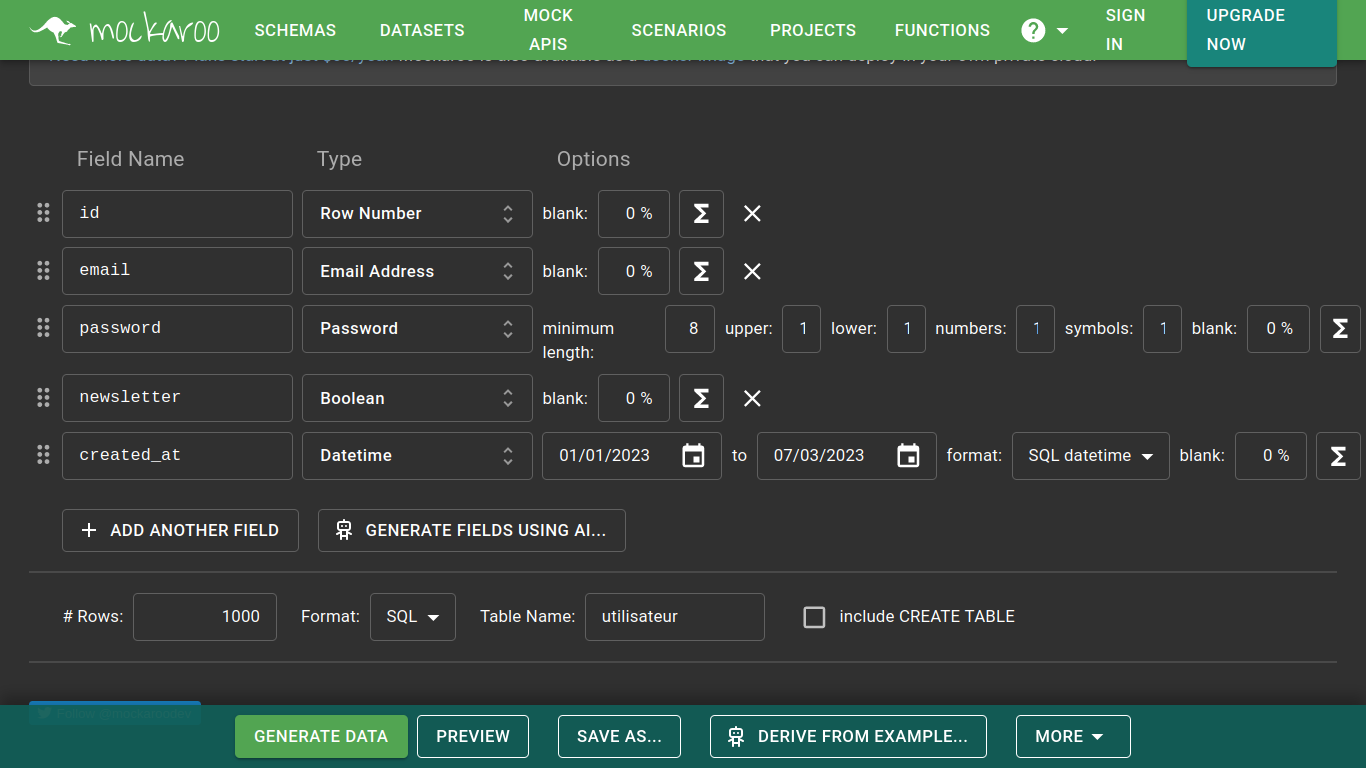 mockaroo SCHEMAS DATASETS MOCK APIS SCENARIOS PROJECTS FUNCTIONS ? SIGN IN UPGRADE NOW
Field Name Type Options
id Row Number blank: 0 % Σ
email Email Address blank: 0 % Σ
password Password minimum length: 8 upper: 1 lower: 1 numbers: 1 symbols: 1 blank: 0 % Σ
newsletter Boolean blank: 0 % Σ
created_at Datetime 01/01/2023 to 07/03/2023 format: SQL datetime blank: 0 % Σ
ADD ANOTHER FIELD GENERATE FIELDS USING AI...
# Rows: 1000 Format: SQL Table Name: utilisateur include CREATE TABLE
GENERATE DATA PREVIEW SAVE AS... DERIVE FROM EXAMPLE... MORE